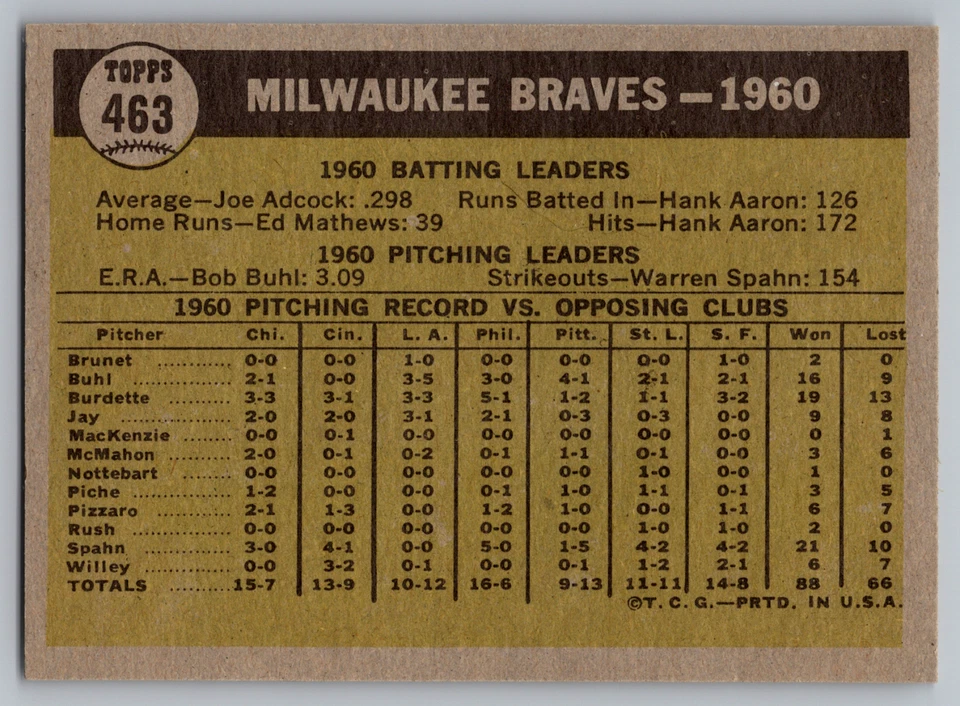 TOPPS
463
MILWAUKEE BRAVES — 1960
1960 BATTING LEADERS
Average—Joe Adcock: .298 Runs Batted In—Hank Aaron: 126
Home Runs—Ed Mathews: 39 Hits—Hank Aaron: 172
1960 PITCHING LEADERS
E.R.A.—Bob Buhl: 3.09 Strikeouts—Warren Spahn: 154
1960 PITCHING RECORD VS. OPPOSING CLUBS
Pitcher Chi. Cin. L. A. Phil. Pitt. St. L. S. F. Won Lost
Brunet ........... 0-0 0-0 1-0 0-0 0-0 0-0 1-0 2 0
Buhl .............. 2-1 0-0 3-5 3-0 4-1 2-1 2-1 16 9
Burdette ......... 3-3 3-1 3-3 5-1 1-2 1-1 3-2 19 13
Jay ................ 2-0 2-0 3-1 2-1 0-3 0-3 0-0 9 8
MacKenzie ....... 0-0 0-1 0-0 0-0 0-0 0-0 0-0 0 1
McMahon ........ 2-0 0-1 0-2 0-1 1-1 0-1 0-0 3 6
Nottebart ....... 0-0 0-0 0-0 0-0 0-0 1-0 0-0 1 0
Piche .............. 1-2 0-0 0-0 0-1 1-0 1-1 0-1 3 5
Pizzaro ........... 2-1 1-3 0-0 1-2 1-0 0-0 1-1 6 7
Rush .............. 0-0 0-0 0-0 0-0 0-0 1-0 1-0 2 0
Spahn ............ 3-0 4-1 0-0 5-0 1-5 4-2 4-2 21 10
Willey ............ 0-0 3-2 0-1 0-0 0-1 1-2 2-1 6 7
TOTALS ......... 15-7 13-9 10-12 16-6 9-13 11-11 14-8 88 66
©T. C. G.—PRTD. IN U.S.A.